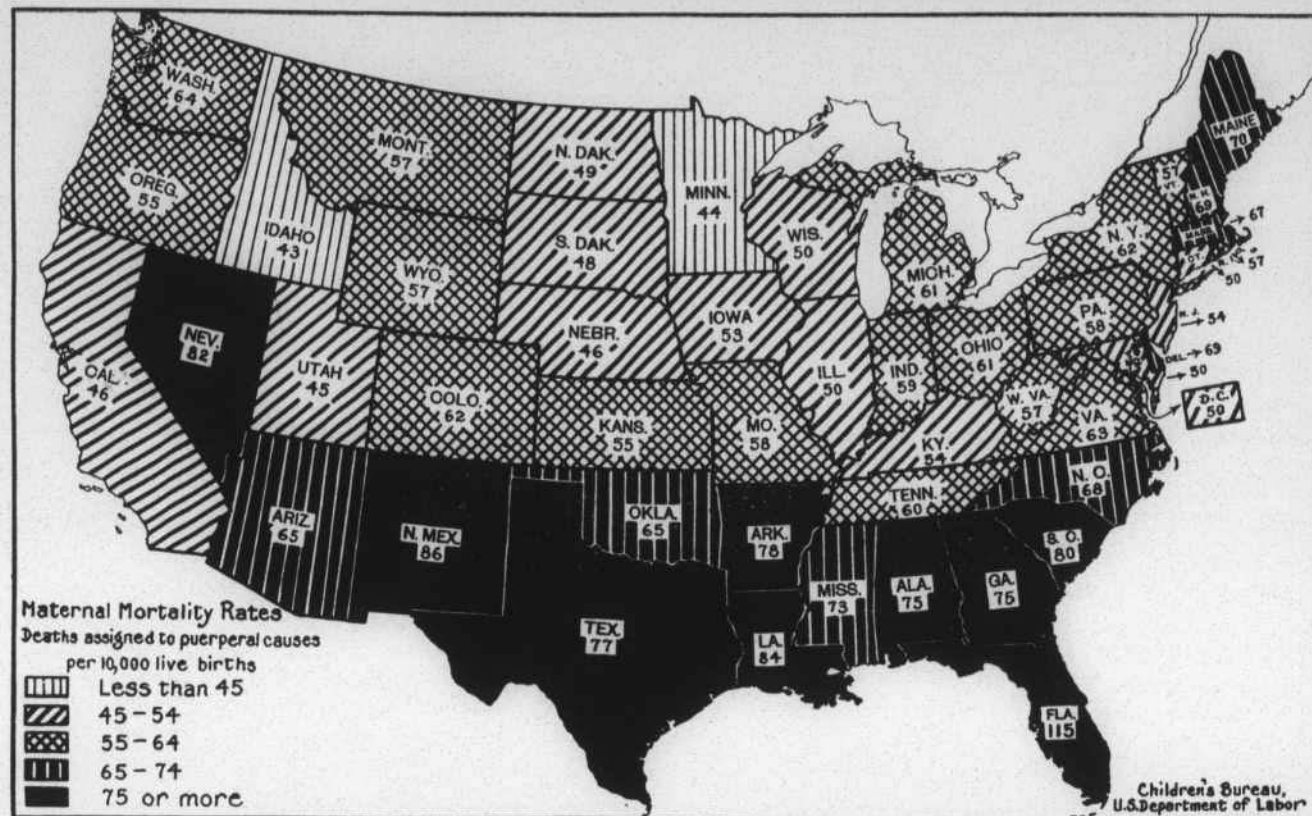 WASH.
64
OREG.
55
CAL.
46
NEV.
82
IDAHO
43
MONT.
57
WYO.
57
UTAH
45
COLO.
62
ARIZ.
65
N. MEX.
86
N. DAK.
49
S. DAK.
48
NEBR.
46
KANS.
55
OKLA.
65
TEX.
77
MINN.
44
IOWA
53
MO.
58
ARK.
78
LA.
84
WIS.
50
ILL.
50
MICH.
61
IND.
59
OHIO
61
KY.
54
TENN.
60
MISS.
73
ALA.
75
GA.
75
FLA.
115
S. C.
80
N. C.
68
VA.
63
W. VA.
57
PA.
58
N. Y.
62
57
VT.
N. H.
69
MAINE
70
MASS.
67
CT.
R. I.
57
50
N. J.
54
DEL.
69
50
D.C.
50
Maternal Mortality Rates
Deaths assigned to puerperal causes
per 10,000 live births
Less than 45
45-54
55-64
65-74
75 or more
Children's Bureau,
U.S. Department of Labor